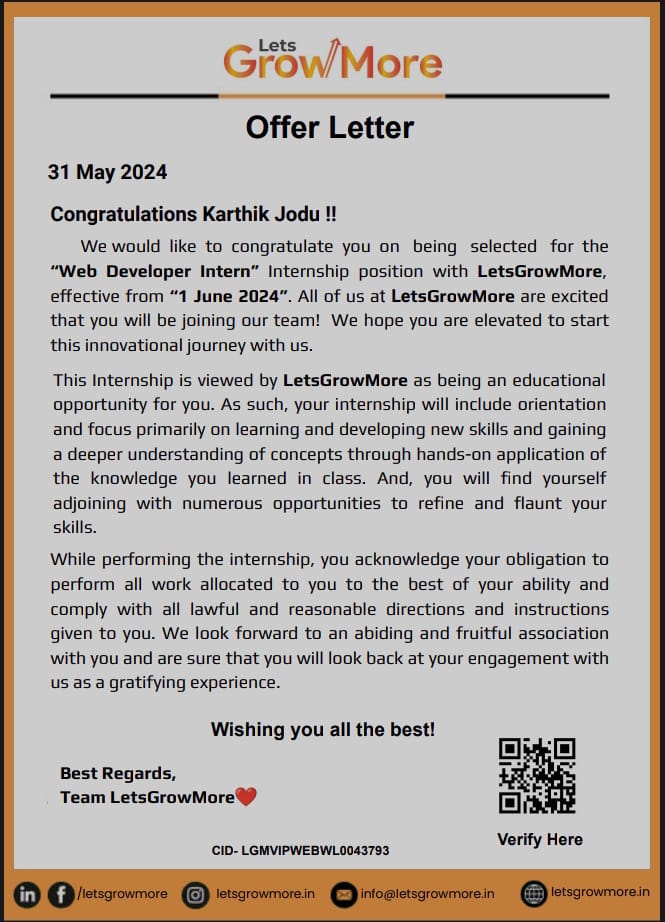 Lets
GrowMore
Offer Letter
31 May 2024
Congratulations Karthik Jodu !!
We would like to congratulate you on being selected for the
“Web Developer Intern” Internship position with LetsGrowMore,
effective from “1 June 2024”. All of us at LetsGrowMore are excited
that you will be joining our team! We hope you are elevated to start
this innovational journey with us.
This Internship is viewed by LetsGrowMore as being an educational
opportunity for you. As such, your internship will include orientation
and focus primarily on learning and developing new skills and gaining
a deeper understanding of concepts through hands-on application of
the knowledge you learned in class. And, you will find yourself
adjoining with numerous opportunities to refine and flaunt your
skills.
While performing the internship, you acknowledge your obligation to
perform all work allocated to you to the best of your ability and
comply with all lawful and reasonable directions and instructions
given to you. We look forward to an abiding and fruitful association
with you and are sure that you will look back at your engagement with
us as a gratifying experience.
Wishing you all the best!
Best Regards,
Team LetsGrowMore❤️
Verify Here
CID- LGMVIPWEBWL0043793
in f /letsgrowmore letsgrowmore.in info@letsgrowmore.in letsgrowmore.in